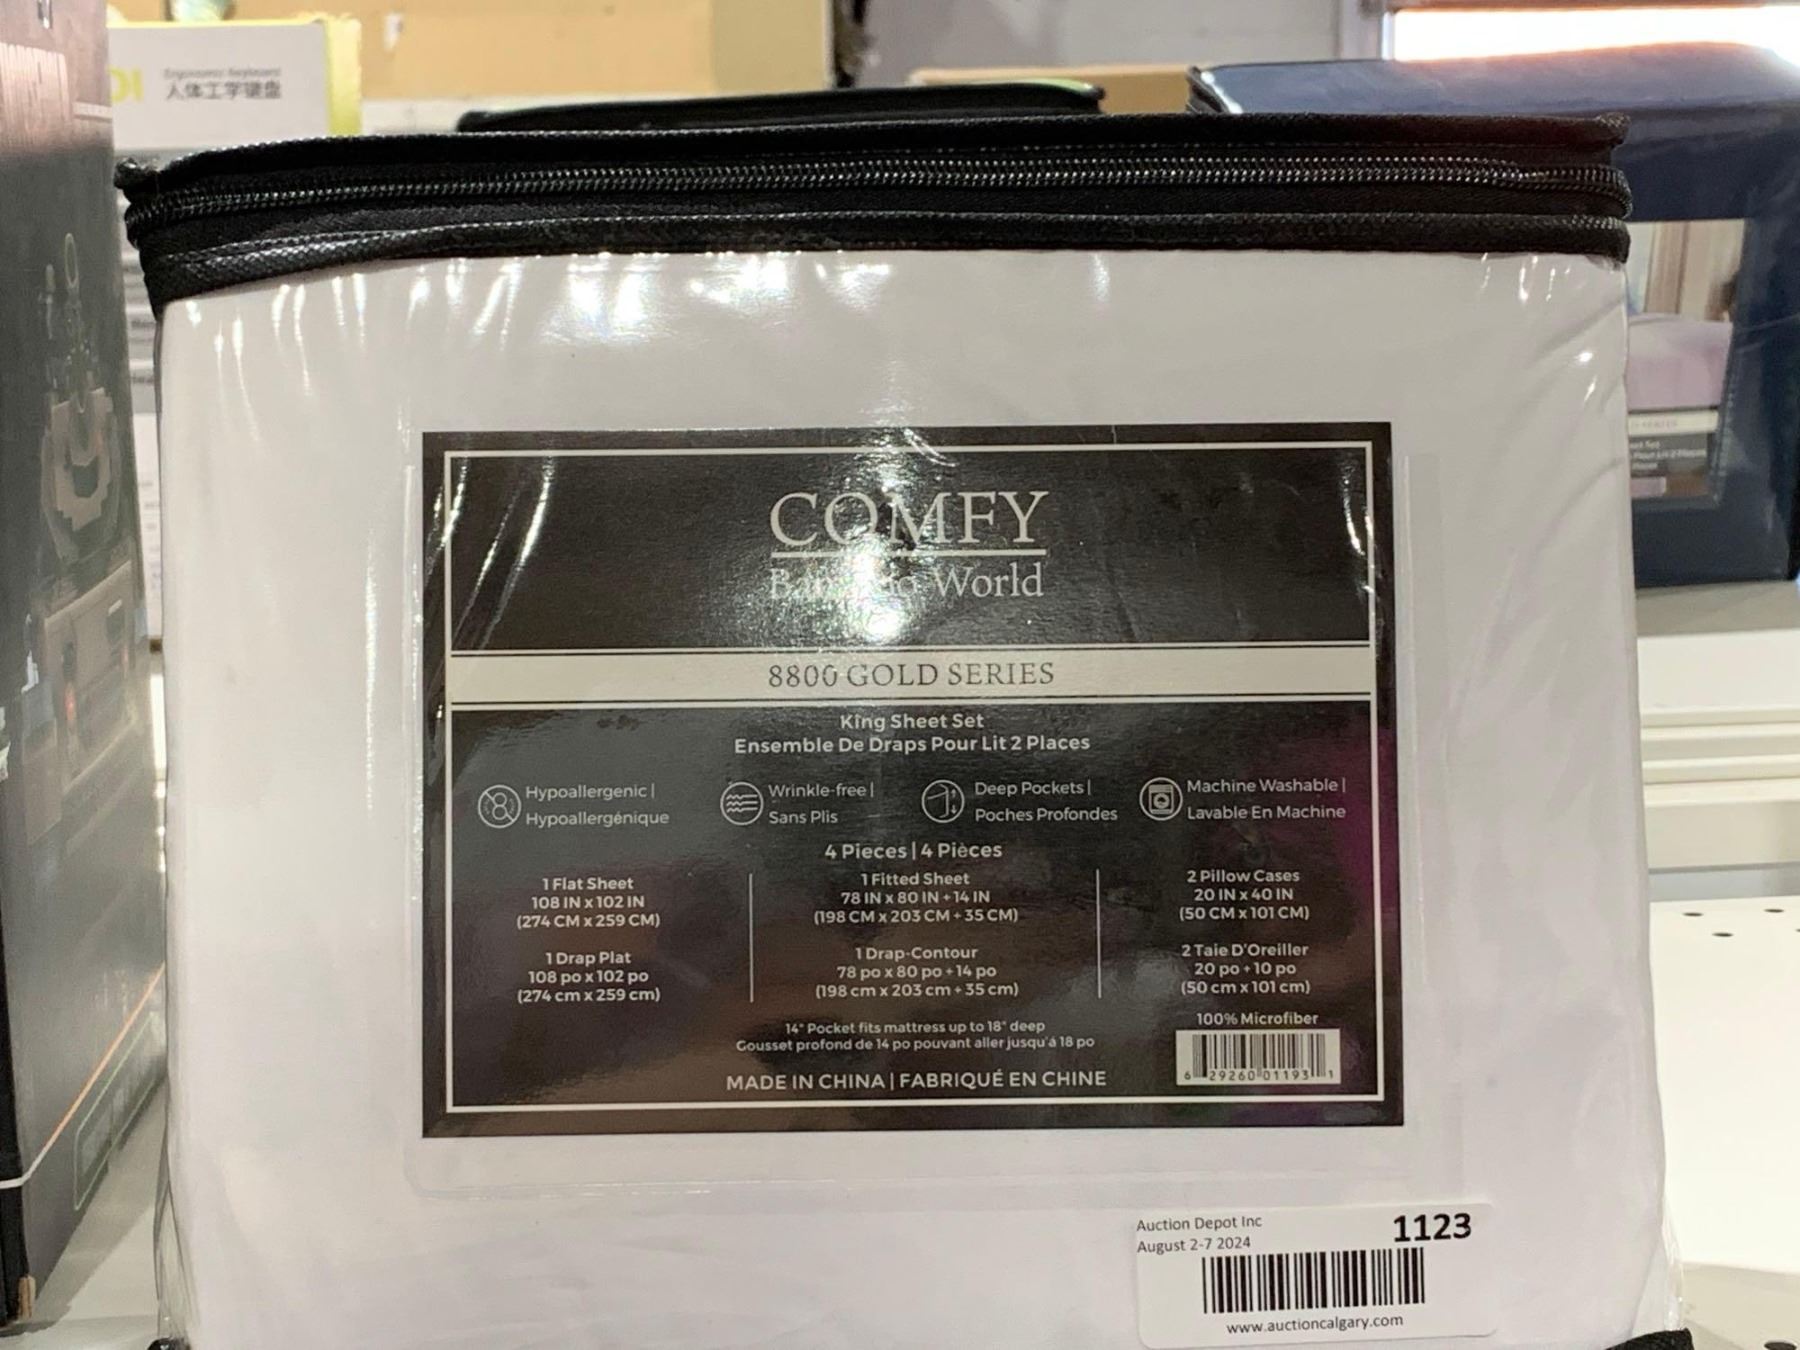 Ergonomic Keyboard
人体工学键盘
COMFY
Bamboo World
8800 GOLD SERIES
King Sheet Set
Ensemble De Draps Pour Lit 2 Places
Hypoallergenic |
Hypoallergénique
Wrinkle-free |
Sans Plis
Deep Pockets |
Poches Profondes
Machine Washable |
Lavable En Machine
4 Pieces | 4 Pièces
1 Flat Sheet
108 IN x 102 IN
(274 CM x 259 CM)
1 Drap Plat
108 po x 102 po
(274 cm x 259 cm)
1 Fitted Sheet
78 IN x 80 IN + 14 IN
(198 CM x 203 CM + 35 CM)
1 Drap-Contour
78 po x 80 po + 14 po
(198 cm x 203 cm + 35 cm)
2 Pillow Cases
20 IN x 40 IN
(50 CM x 101 CM)
2 Taie D'Oreiller
20 po + 10 po
(50 cm x 101 cm)
14" Pocket fits mattress up to 18" deep
Gousset profond de 14 po pouvant aller jusqu'á 18 po
MADE IN CHINA | FABRIQUÉ EN CHINE
100% Microfiber
6 29260 01193 1
Auction Depot Inc
August 2-7 2024
1123
www.auctioncalgary.com
Pour Lit 2 Places